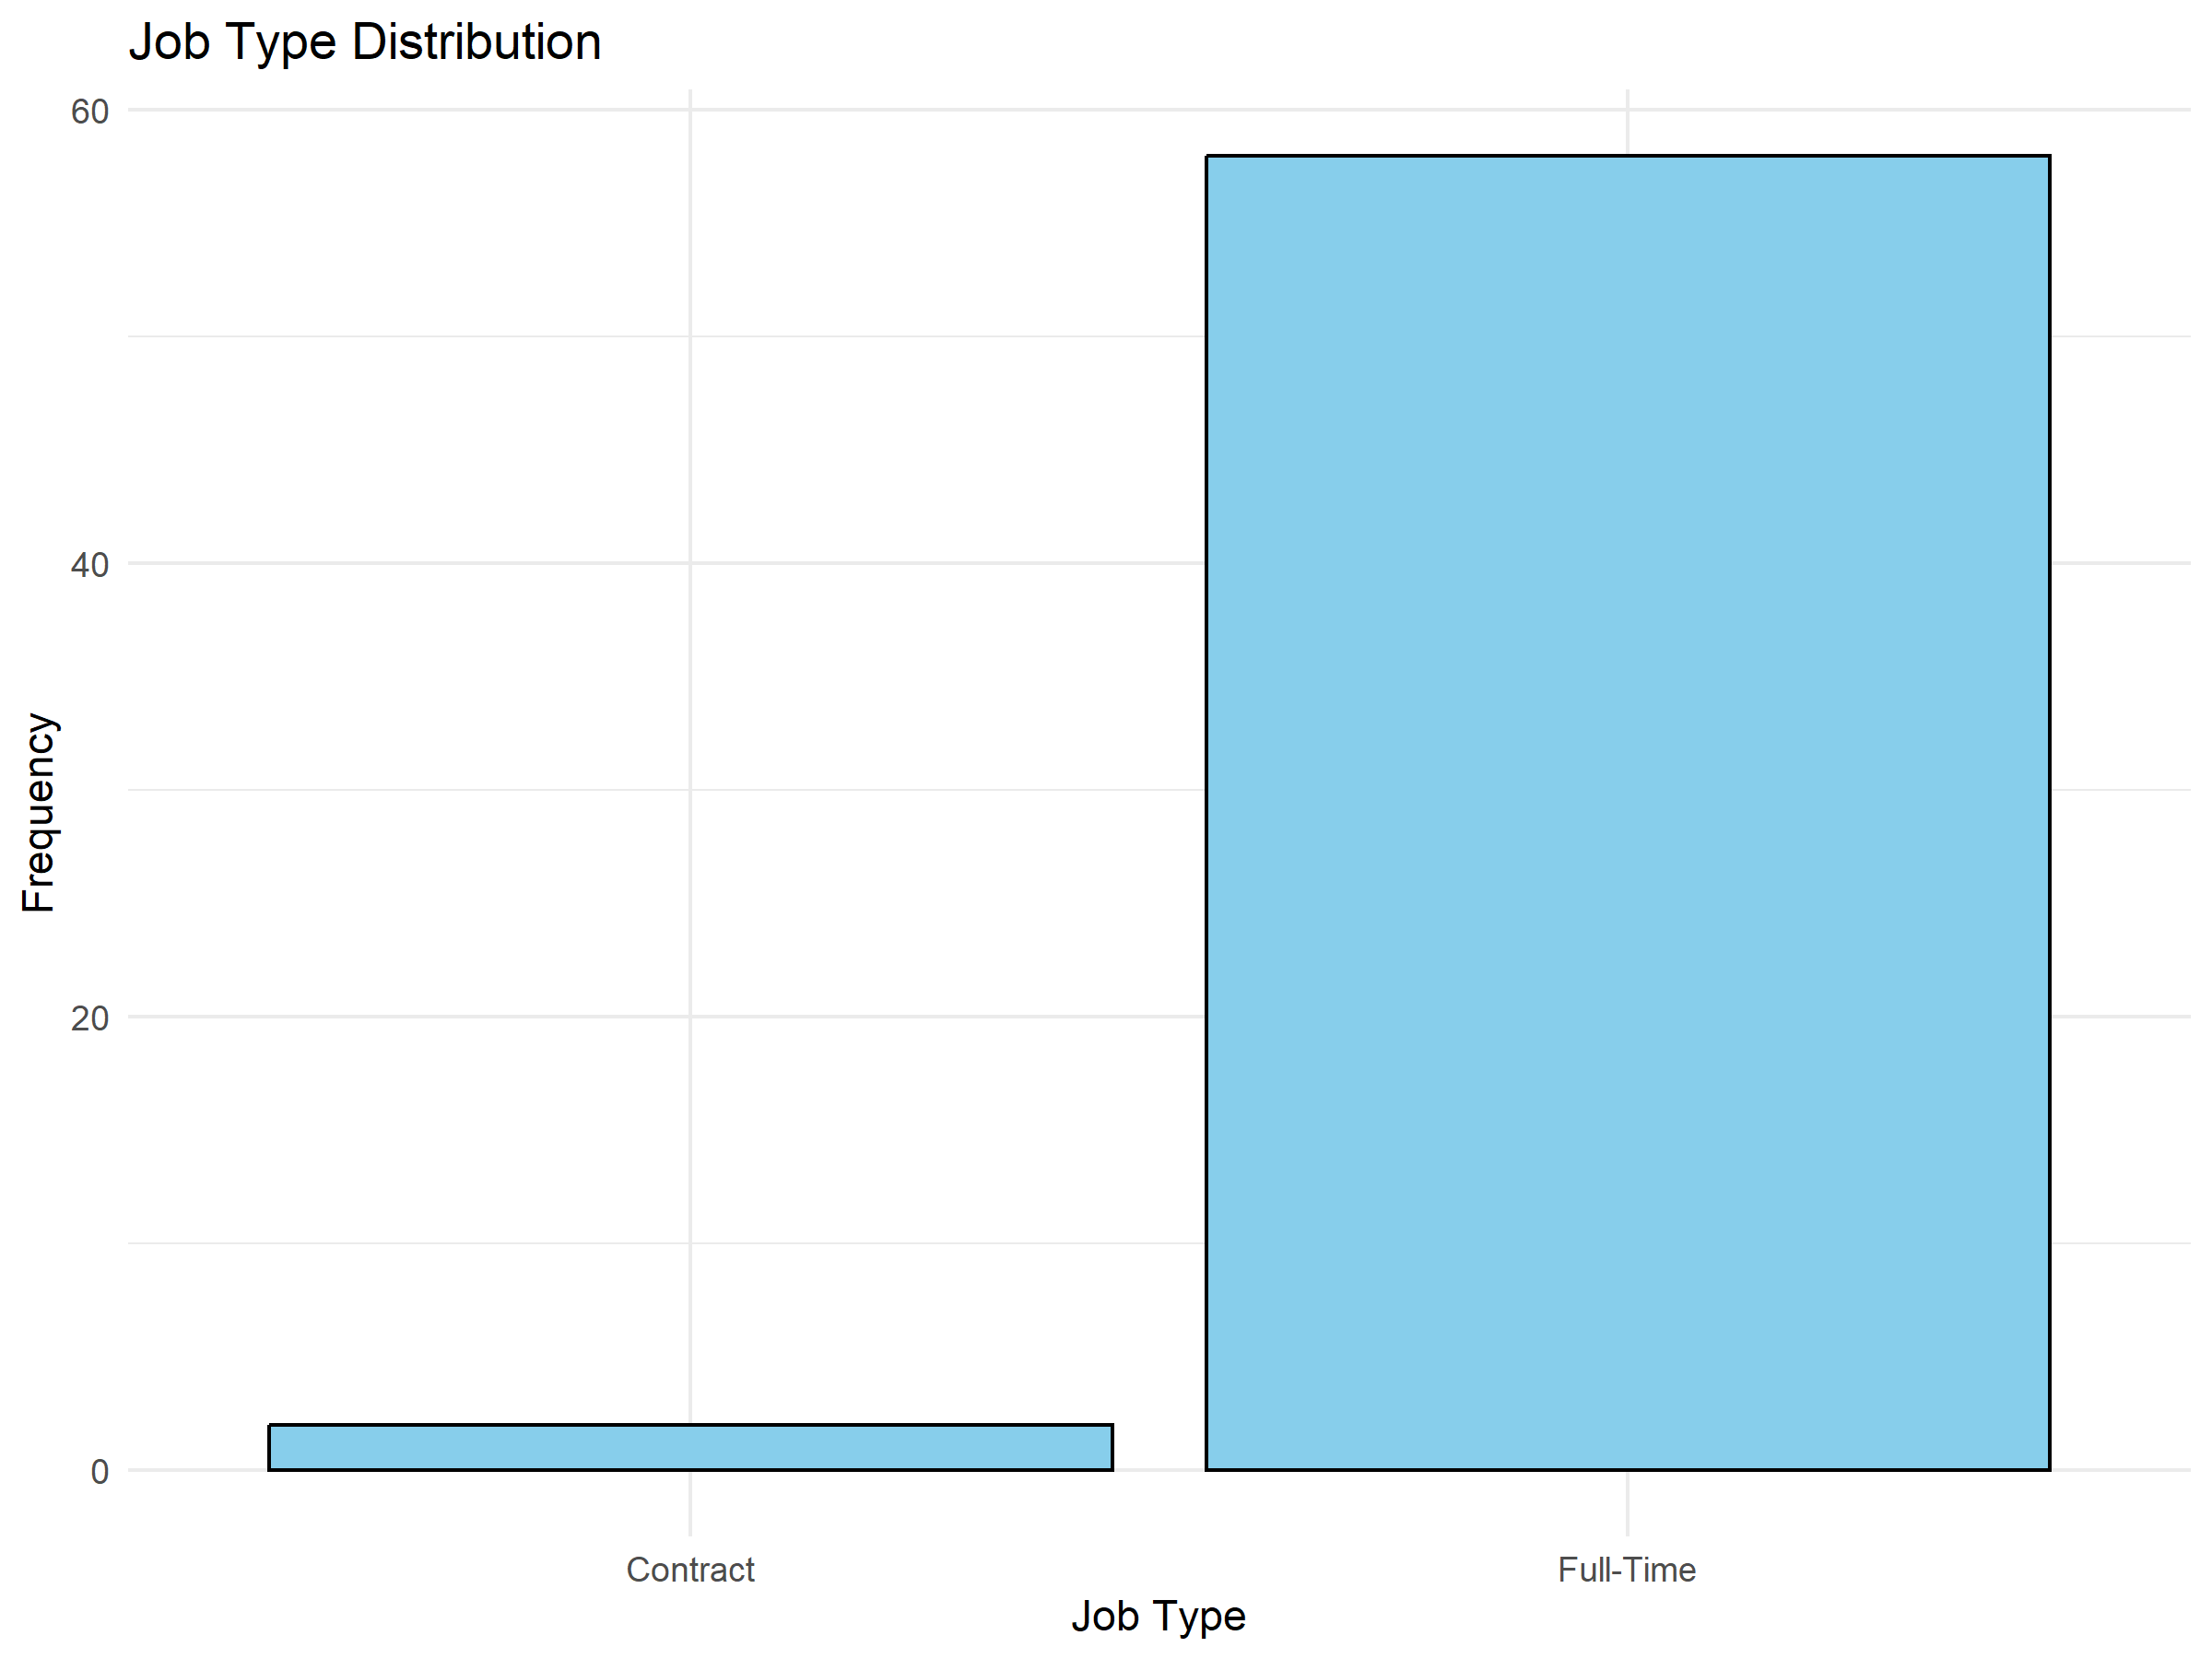 Job Type Distribution
60
40
20
0
Frequency
Contract
Full-Time
Job Type